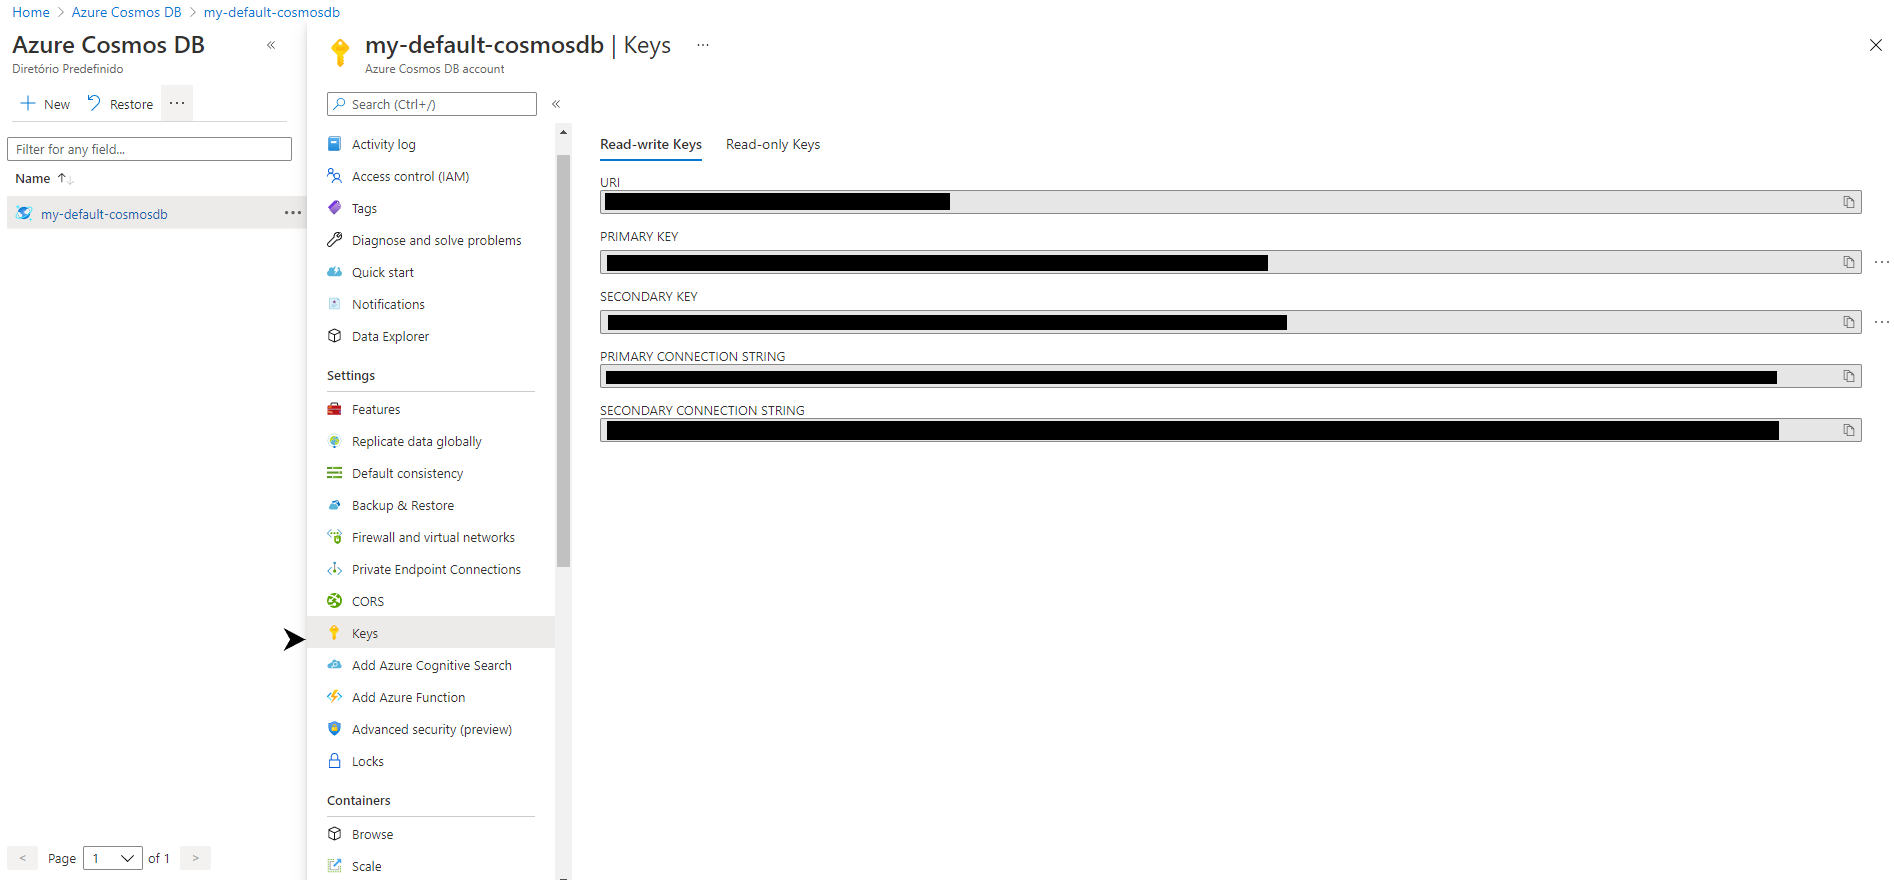 Home > Azure Cosmos DB > my-default-cosmosdb
Azure Cosmos DB «
Diretório Predefinido
+ New Restore ...
Filter for any field...
Name ↑↓
my-default-cosmosdb ...
< Page 1 of 1 >
my-default-cosmosdb | Keys ...
Azure Cosmos DB account
Search (Ctrl+/) «
Activity log
Access control (IAM)
Tags
Diagnose and solve problems
Quick start
Notifications
Data Explorer
Settings
Features
Replicate data globally
Default consistency
Backup & Restore
Firewall and virtual networks
Private Endpoint Connections
CORS
Keys
Add Azure Cognitive Search
Add Azure Function
Advanced security (preview)
Locks
Containers
Browse
Scale
Read-write Keys Read-only Keys
URI
PRIMARY KEY
...
SECONDARY KEY
...
PRIMARY CONNECTION STRING
SECONDARY CONNECTION STRING